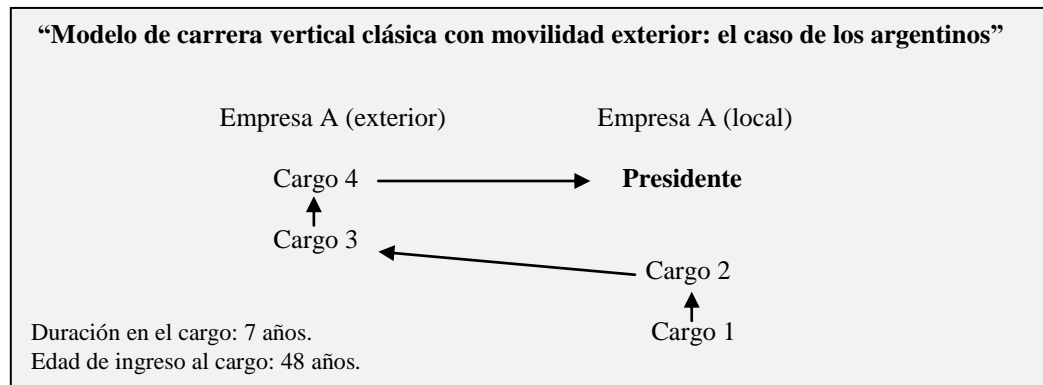 “Modelo de carrera vertical clásica con movilidad exterior: el caso de los argentinos”
Empresa A (exterior) Empresa A (local)
Cargo 4 Presidente
Cargo 3
Cargo 2
Cargo 1
Duración en el cargo: 7 años.
Edad de ingreso al cargo: 48 años.